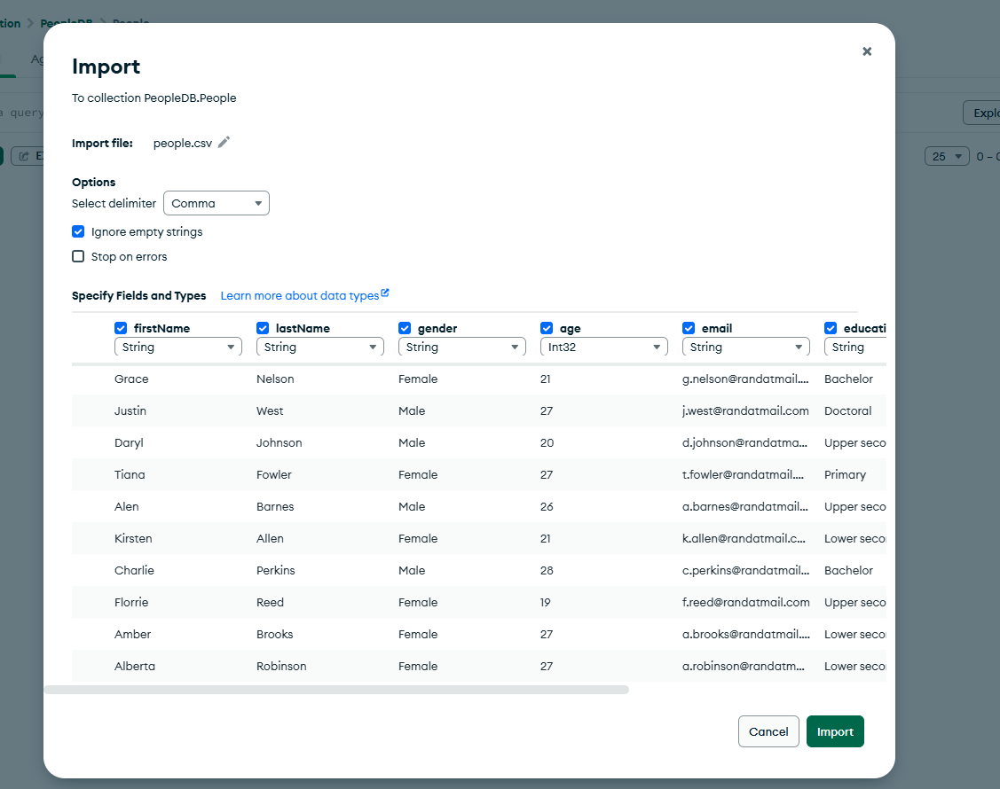 tion > PeopleDB > People
Import
To collection PeopleDB.People
a query
Import file: people.csv
25
0 –
Options
Select delimiter Comma
Ignore empty strings
Stop on errors
Specify Fields and Types Learn more about data types
firstName lastName gender age email educati
String String String Int32 String String
Grace Nelson Female 21 g.nelson@randatmail.... Bachelor
Justin West Male 27 j.west@randatmail.com Doctoral
Daryl Johnson Male 20 d.johnson@randatma... Upper seco
Tiana Fowler Female 27 t.fowler@randatmail.... Primary
Alen Barnes Male 26 a.barnes@randatmail... Upper seco
Kirsten Allen Female 21 k.allen@randatmail.c... Lower seco
Charlie Perkins Male 28 c.perkins@randatmail... Bachelor
Florrie Reed Female 19 f.reed@randatmail.com Upper seco
Amber Brooks Female 27 a.brooks@randatmail.... Lower seco
Alberta Robinson Female 27 a.robinson@randatm... Lower seco
Cancel Import